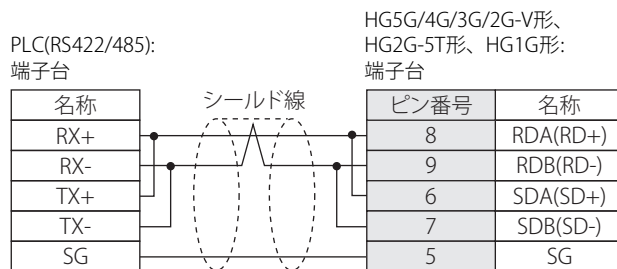 HG5G/4G/3G/2G-V形、
PLC(RS422/485):
HG2G-5T形、HG1G形:
端子台
端子台
名称
シールド線
ピン番号 名称
RX+ 8 RDA(RD+)
RX- 9 RDB(RD-)
TX+ 6 SDA(SD+)
TX- 7 SDB(SD-)
SG 5 SG